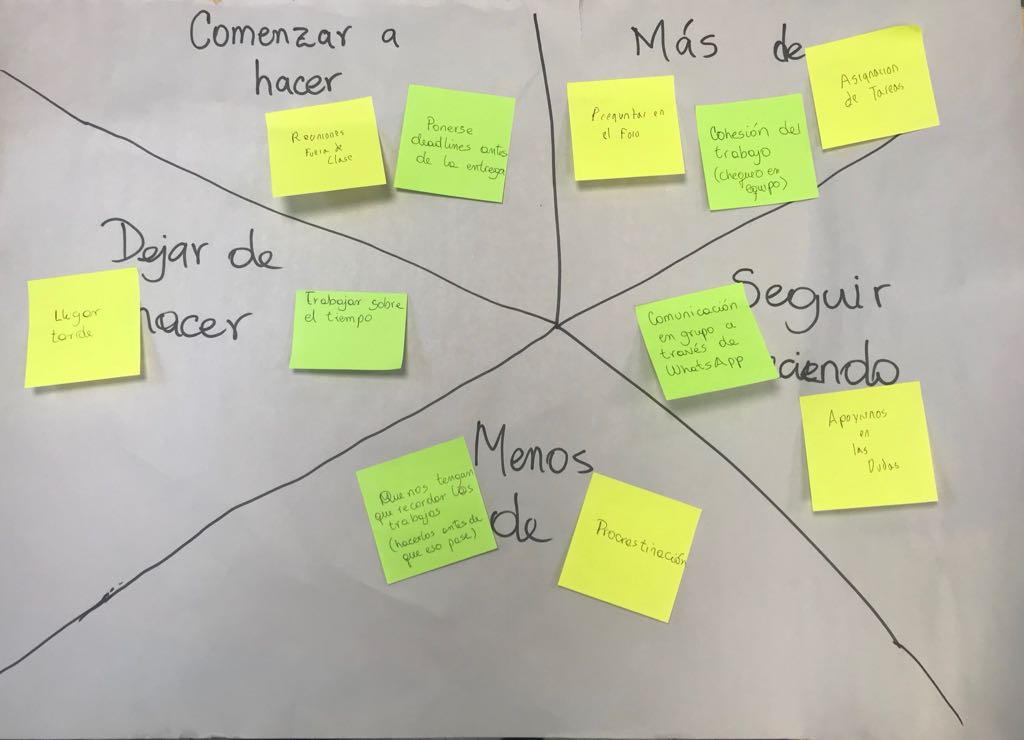 Comenzar a
hacer
Reuniones
Fuera de
Clase
Ponerse
deadlines antes
de la entrega
Más de
Preguntar en
el Foro
Cohesión del
trabajo
(chequeo en
equipo)
Asignacion
de Tareas
Dejar de
hacer
Llegar
tarde
Trabajar sobre
el tiempo
Seguir
ciendo
Comunicación
en grupo a
través de
WhatsApp
Apoyarnos
en
las
Dudas
Menos
de
Que nos tengan
que recordar los
trabajos
(hacerlos antes de
que eso pase)
Procrastinación